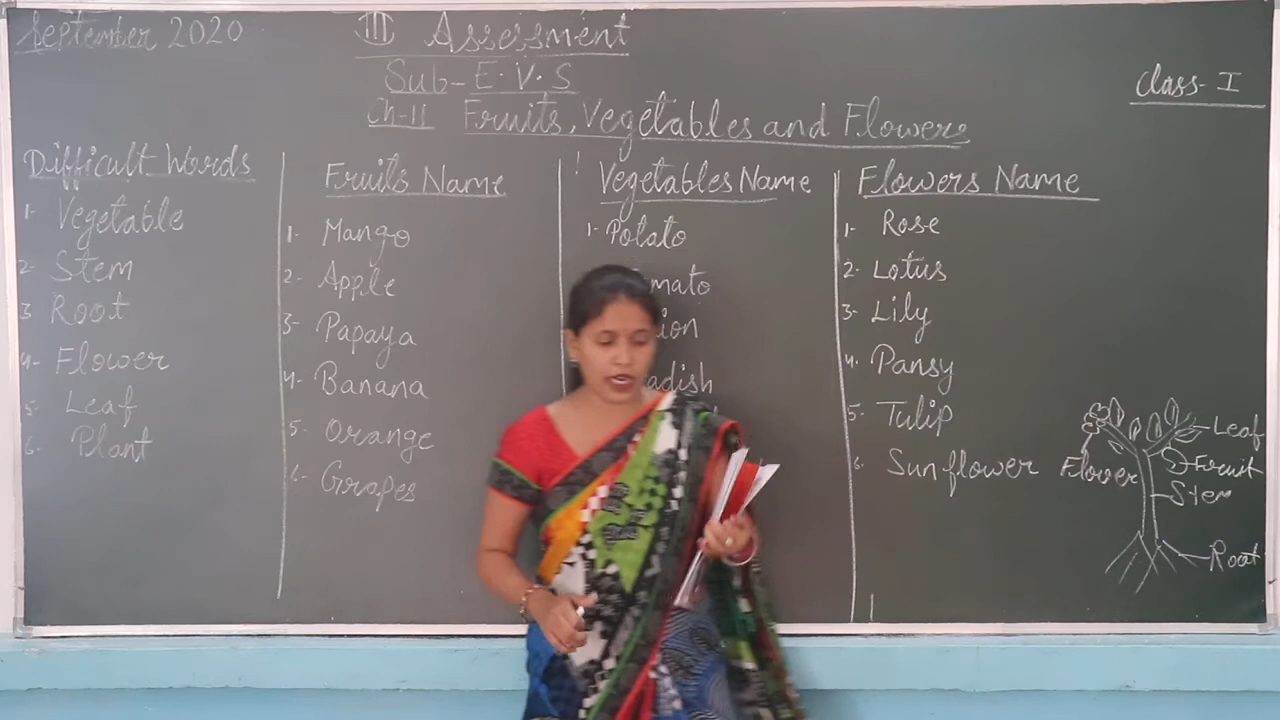 September 2020
III Assessment
Sub- E.V.S
Class- I
Ch-11 Fruits, Vegetables and Flowers
Difficult Words
1- Vegetable
2- Stem
3 Root
4- Flower
5- Leaf
6- Plant
Fruits Name
1- Mango
2- Apple
3- Papaya
4- Banana
5- Orange
6- Grapes
Vegetables Name
1- Potato
mato
ion
adish
Flowers Name
1- Rose
2- Lotus
3- Lily
4- Pansy
5- Tulip
6- Sunflower
Leaf
Flower
Fruit
Stem
Root